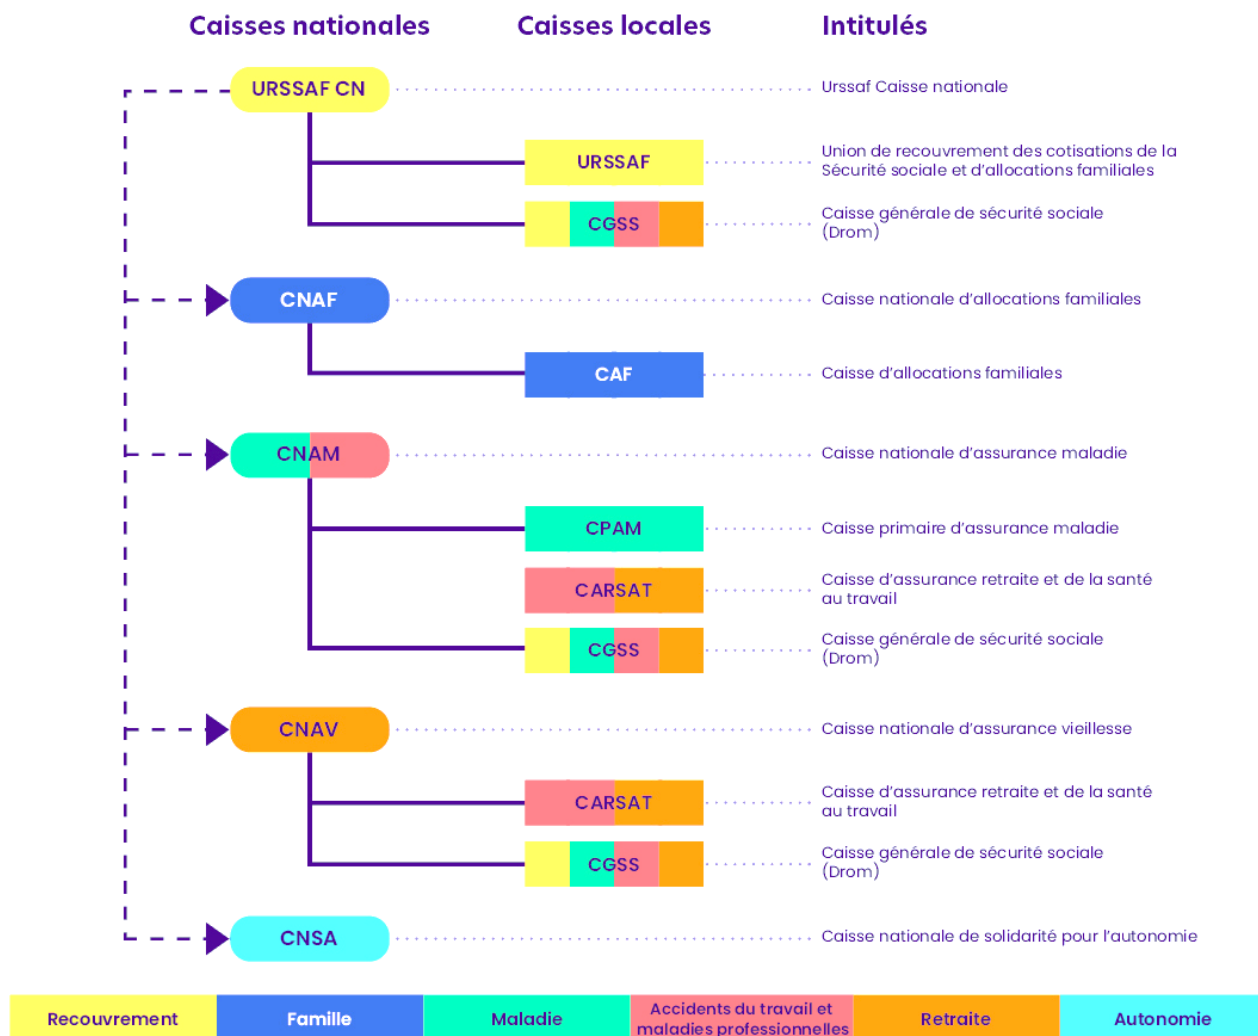 Caisses nationales Caisses locales Intitulés
URSSAF CN Urssaf Caisse nationale
URSSAF Union de recouvrement des cotisations de la
Sécurité sociale et d'allocations familiales
CGSS Caisse générale de sécurité sociale
(Drom)
CNAF Caisse nationale d'allocations familiales
CAF Caisse d'allocations familiales
CNAM Caisse nationale d'assurance maladie
CPAM Caisse primaire d'assurance maladie
CARSAT Caisse d'assurance retraite et de la santé
au travail
CGSS Caisse générale de sécurité sociale
(Drom)
CNAV Caisse nationale d'assurance vieillesse
CARSAT Caisse d'assurance retraite et de la santé
au travail
CGSS Caisse générale de sécurité sociale
(Drom)
CNSA Caisse nationale de solidarité pour l'autonomie
Recouvrement
Famille
Maladie
Accidents du travail et
maladies professionnelles
Retraite
Autonomie